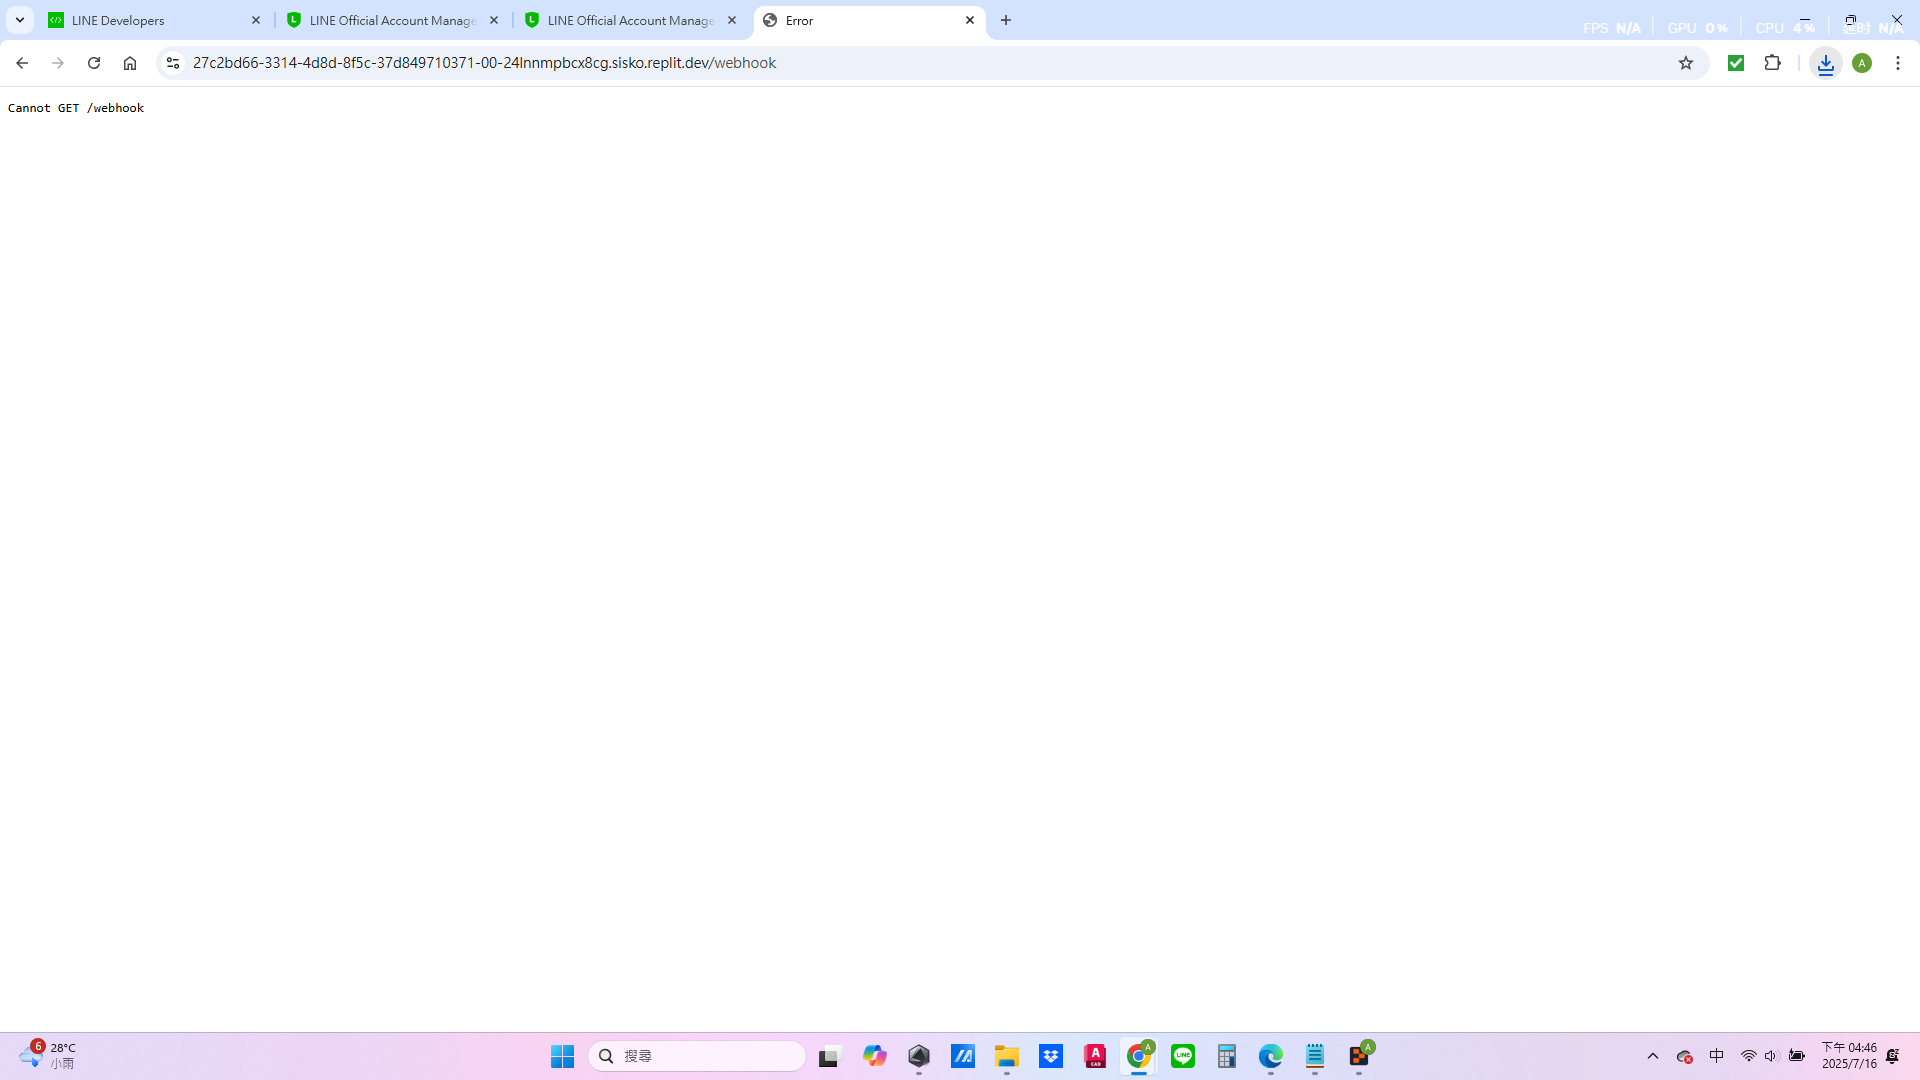 LINE Developers
LINE Official Account Manage
LINE Official Account Manage
Error
FPS N/A
GPU 0%
CPU 4%
延时 N/A
27c2bd66-3314-4d8d-8f5c-37d849710371-00-24lnnmpbcx8cg.sisko.replit.dev/webhook
A
Cannot GET /webhook
6
28°C
小雨
搜尋
A
CAD
A
LINE
A
中
下午 04:46
2025/7/16